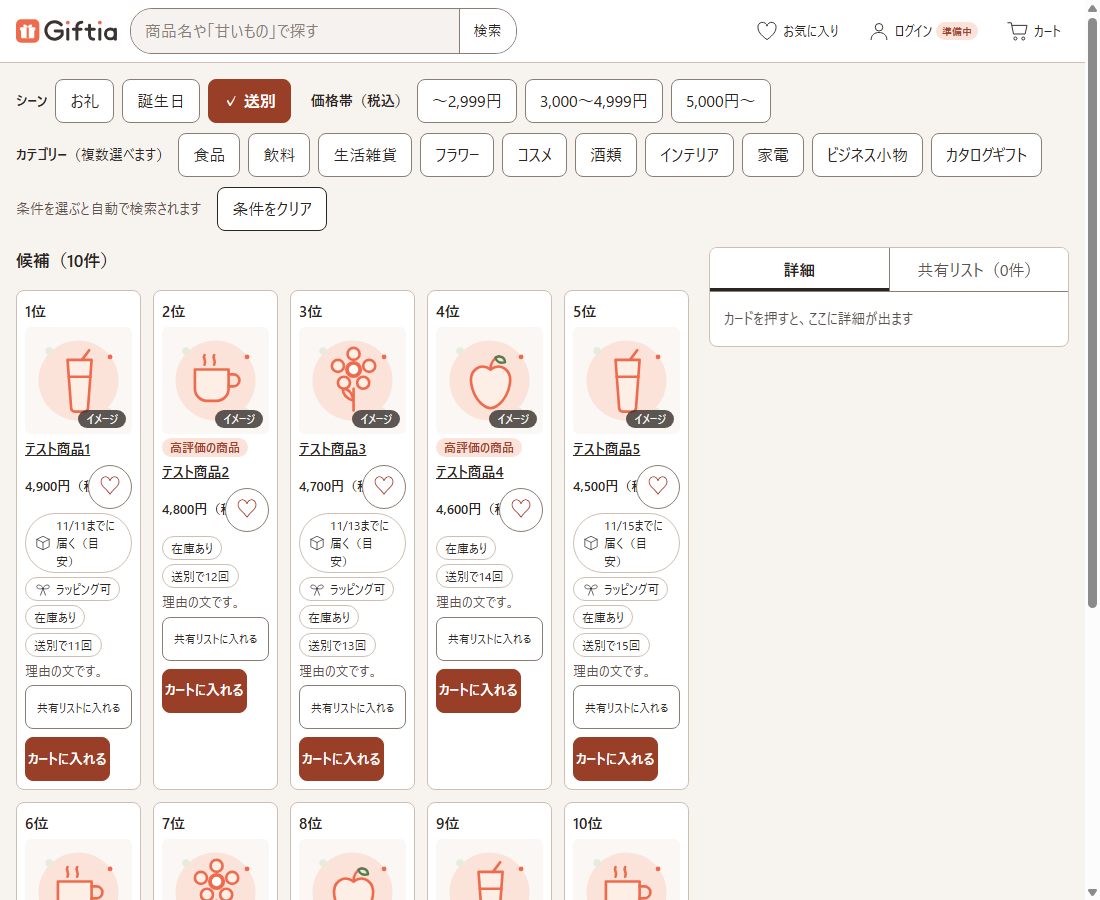 Giftia
商品名や「甘いもの」で探す
検索
お気に入り
ログイン 準備中
カート
シーン お礼 誕生日 ✓ 送別 価格帯（税込） ～2,999円 3,000～4,999円 5,000円～
カテゴリー（複数選べます） 食品 飲料 生活雑貨 フラワー コスメ 酒類 インテリア 家電 ビジネス小物 カタログギフト
条件を選ぶと自動で検索されます 条件をクリア
候補（10件）
1位
イメージ
テスト商品1
4,900円
11/11までに
届く（目
安）
ラッピング可
在庫あり
送別で11回
理由の文です。
共有リストに入れる
カートに入れる
2位
イメージ
高評価の商品
テスト商品2
4,800円
在庫あり
送別で12回
理由の文です。
共有リストに入れる
カートに入れる
3位
イメージ
テスト商品3
4,700円
11/13までに
届く（目
安）
ラッピング可
在庫あり
送別で13回
理由の文です。
共有リストに入れる
カートに入れる
4位
イメージ
高評価の商品
テスト商品4
4,600円
在庫あり
送別で14回
理由の文です。
共有リストに入れる
カートに入れる
5位
イメージ
テスト商品5
4,500円
11/15までに
届く（目
安）
ラッピング可
在庫あり
送別で15回
理由の文です。
共有リストに入れる
カートに入れる
6位
7位
8位
9位
10位
詳細
共有リスト（0件）
カードを押すと、ここに詳細が出ます